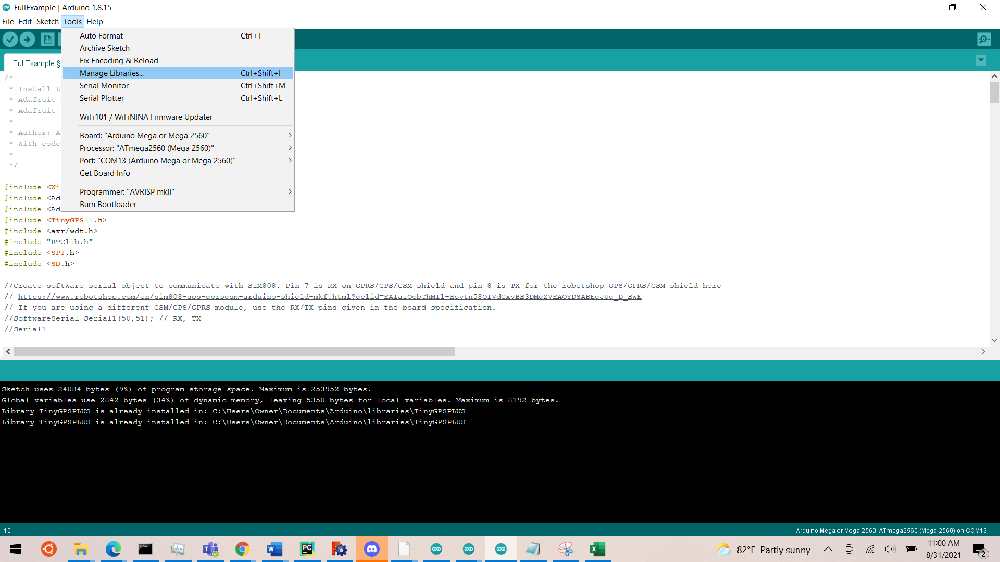 FullExample | Arduino 1.8.15
File Edit Sketch Tools Help
Auto Format Ctrl+T
Archive Sketch
Fix Encoding & Reload
Manage Libraries... Ctrl+Shift+I
Serial Monitor Ctrl+Shift+M
Serial Plotter Ctrl+Shift+L
WiFi101 / WiFiNINA Firmware Updater
Board: "Arduino Mega or Mega 2560"
Processor: "ATmega2560 (Mega 2560)"
Port: "COM13 (Arduino Mega or Mega 2560)"
Get Board Info
Programmer: "AVRISP mkII"
Burn Bootloader
FullExample §
/*
* Install t
* Adafruit
* Adafruit
*
* Author: A
* With code
*
*/
#include <Wi
#include <Ad
#include <Ad
#include <TinyGPS++.h>
#include <avr/wdt.h>
#include "RTClib.h"
#include <SPI.h>
#include <SD.h>
//Create software serial object to communicate with SIM808. Pin 7 is RX on GPRS/GPS/GSM shield and pin 8 is TX for the robotshop GPS/GPRS/GSM shield here
// https://www.robotshop.com/en/sim808-gps-gprsgsm-arduino-shield-mkf.html?gclid=EAIaIQobChMIl-Hpytn58QIVdGxvBB3DMgZVEAQYDSABEgJUg_D_BwE
// If you are using a different GSM/GPS/GPRS module, use the RX/TX pins given in the board specification.
//SoftwareSerial Serial1(50,51); // RX, TX
//Serial1
Sketch uses 24084 bytes (9%) of program storage space. Maximum is 253952 bytes.
Global variables use 2842 bytes (34%) of dynamic memory, leaving 5350 bytes for local variables. Maximum is 8192 bytes.
Library TinyGPSPLUS is already installed in: C:\Users\Owner\Documents\Arduino\libraries\TinyGPSPLUS
Library TinyGPSPLUS is already installed in: C:\Users\Owner\Documents\Arduino\libraries\TinyGPSPLUS
10 Arduino Mega or Mega 2560, ATmega2560 (Mega 2560) on COM13
82°F Partly sunny
11:00 AM
8/31/2021
2